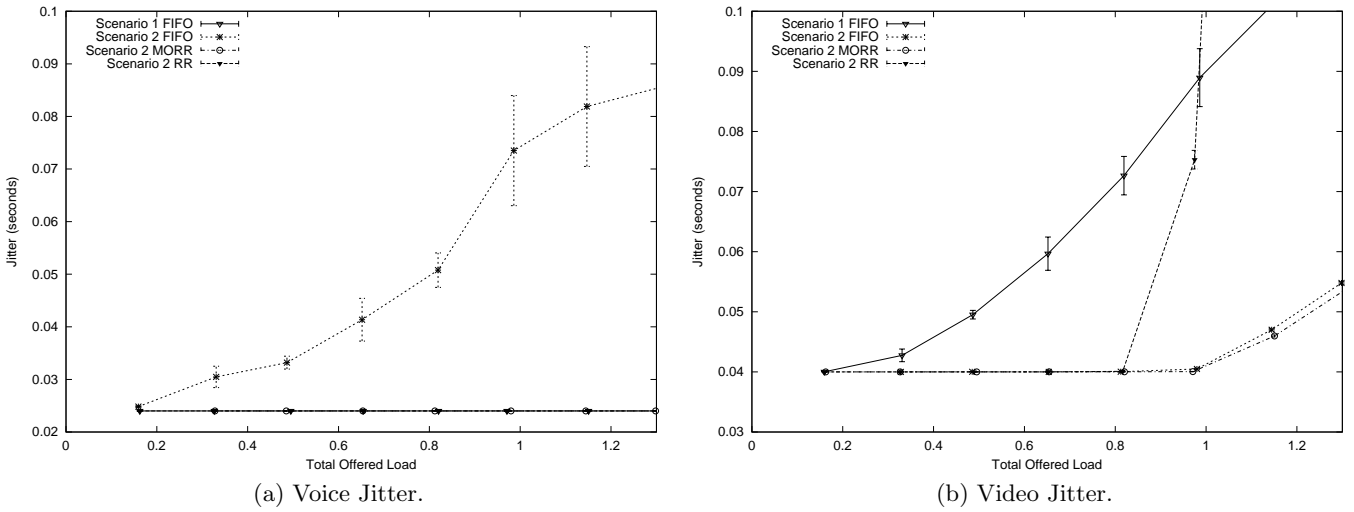 Scenario 1 FIFO
Scenario 2 FIFO
Scenario 2 MORR
Scenario 2 RR
0.1
0.09
0.08
0.07
0.06
0.05
0.04
0.03
0.02
Jitter (seconds)
0 0.2 0.4 0.6 0.8 1 1.2
Total Offered Load
(a) Voice Jitter.
Scenario 1 FIFO
Scenario 2 FIFO
Scenario 2 MORR
Scenario 2 RR
0.1
0.09
0.08
0.07
0.06
0.05
0.04
0.03
Jitter (seconds)
0 0.2 0.4 0.6 0.8 1 1.2
Total Offered Load
(b) Video Jitter.